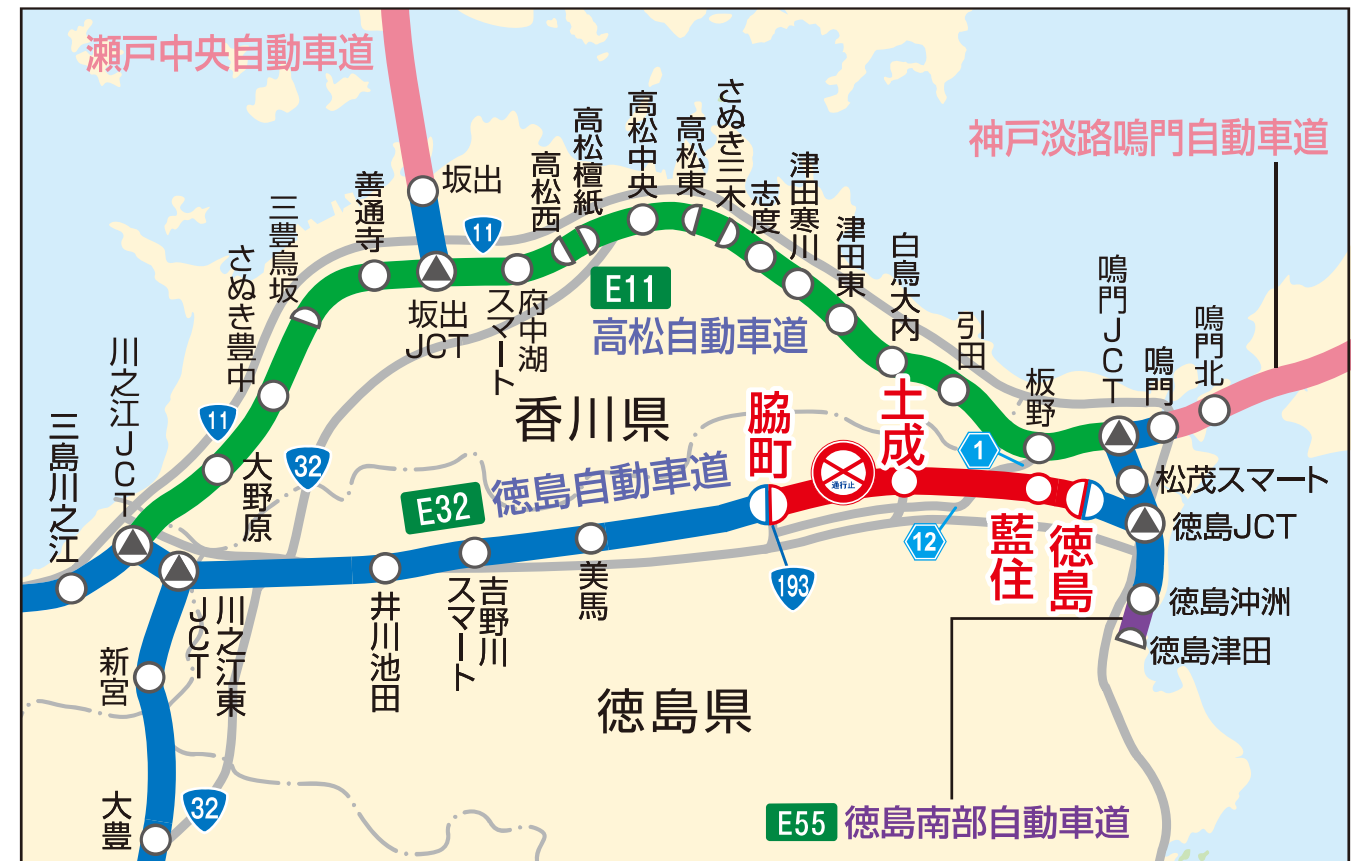 瀬戸中央自動車道
神戸淡路鳴門自動車道
坂出
善通寺
三豊鳥坂
さぬき豊中
11
高松西
高松檀紙
高松中央
高松東
さぬき三木
志度
津田寒川
津田東
白鳥大内
引田
板野
鳴門JCT
鳴門
鳴門北
坂出
JCT
府中湖
スマート
E11
高松自動車道
川之江JCT
三島川之江
11
大野原
32
香川県
E32
徳島自動車道
脇町
通行止
土成
1
12
藍住
徳島
松茂スマート
徳島JCT
徳島沖洲
徳島津田
193
川之江東
JCT
井川池田
吉野川
スマート
美馬
新宮
徳島県
大豊
32
E55
徳島南部自動車道